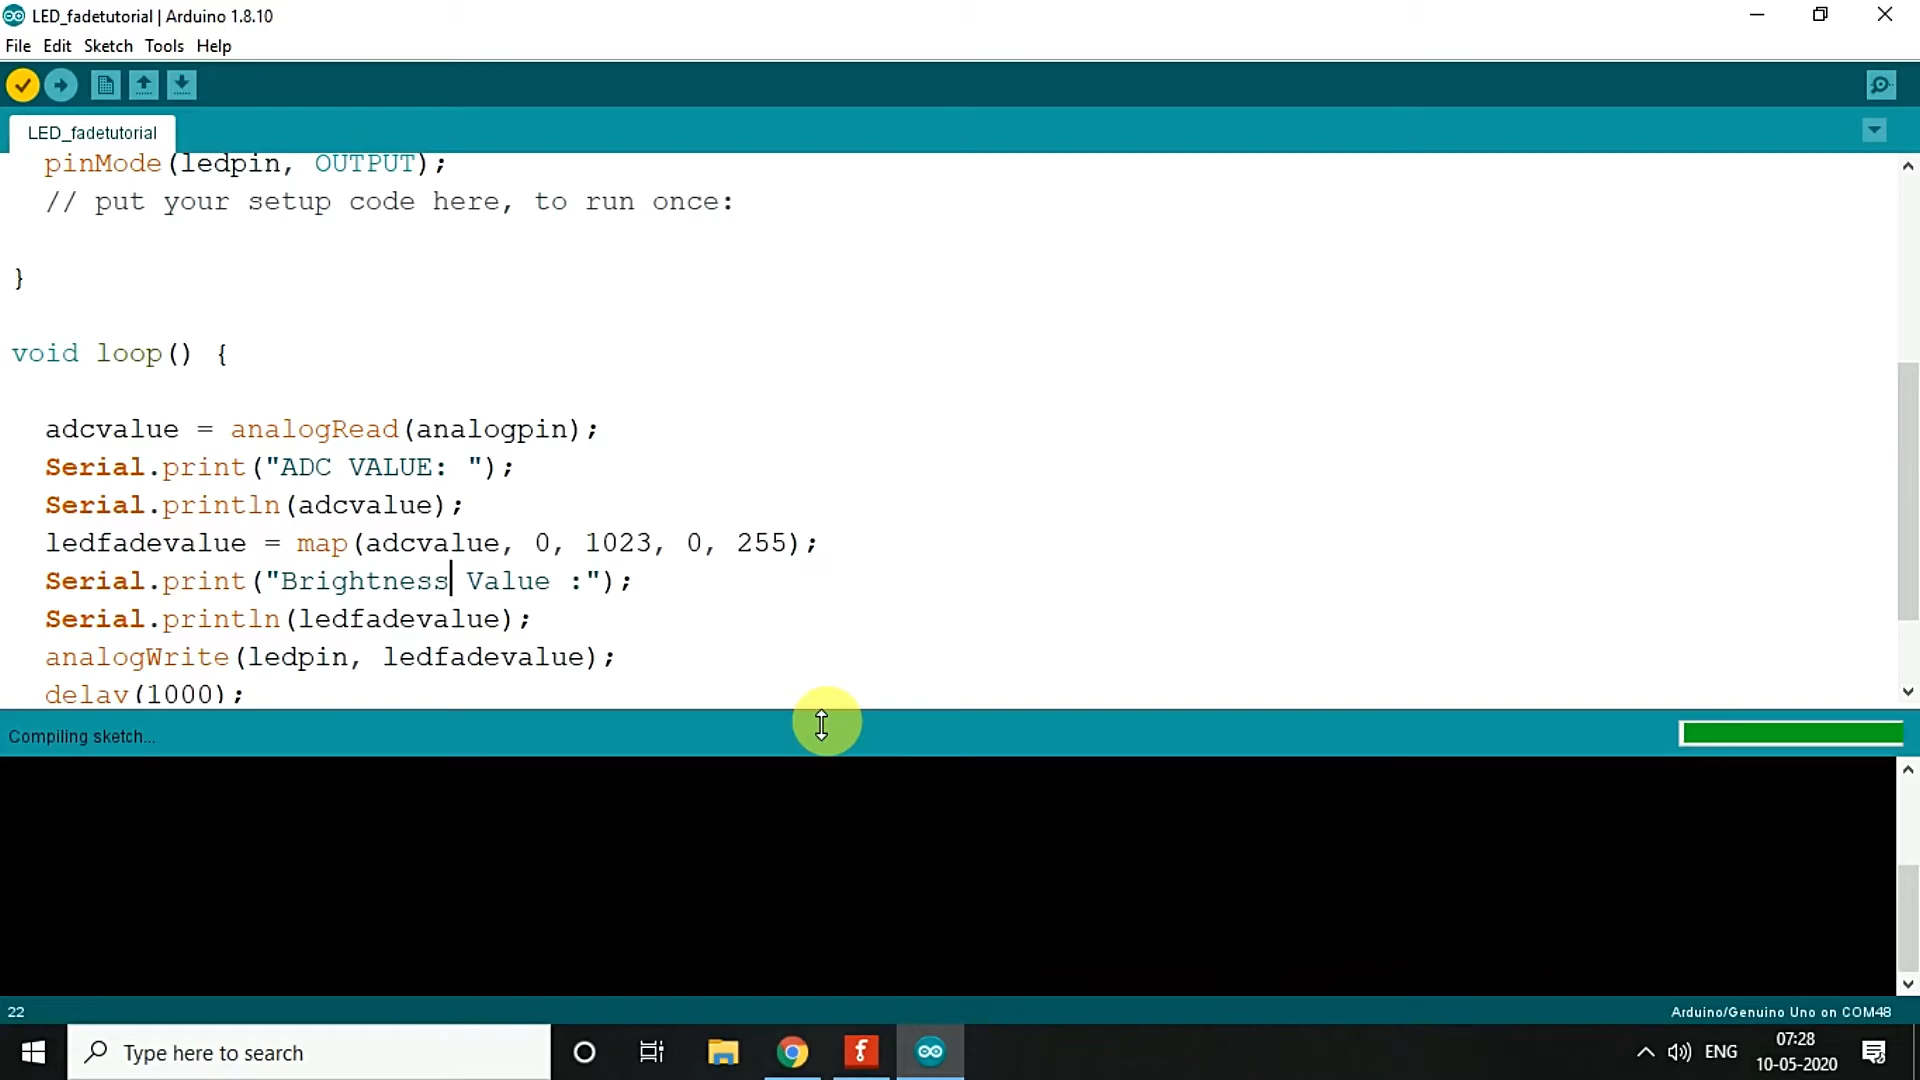 LED_fadetutorial | Arduino 1.8.10
File Edit Sketch Tools Help
LED_fadetutorial
pinMode(ledpin, OUTPUT);
// put your setup code here, to run once:
}
void loop() {
adcvalue = analogRead(analogpin);
Serial.print("ADC VALUE: ");
Serial.println(adcvalue);
ledfadevalue = map(adcvalue, 0, 1023, 0, 255);
Serial.print("Brightness Value :");
Serial.println(ledfadevalue);
analogWrite(ledpin, ledfadevalue);
delay(1000);
Compiling sketch...
22
Arduino/Genuino Uno on COM48
Type here to search
ENG
07:28
10-05-2020